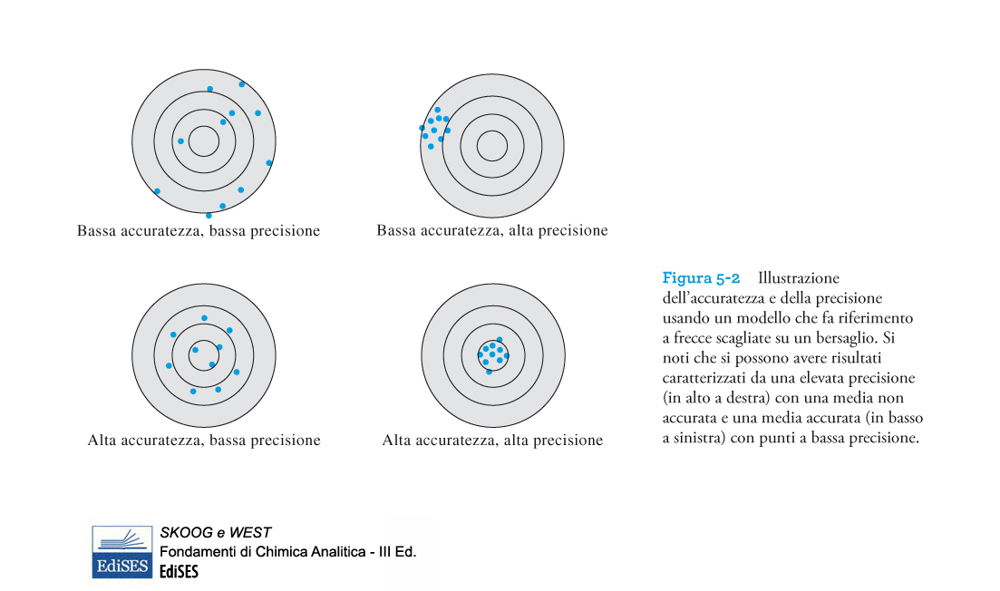 Bassa accuratezza, bassa precisione
Bassa accuratezza, alta precisione
Alta accuratezza, bassa precisione
Alta accuratezza, alta precisione
Figura 5-2 Illustrazione
dell’accuratezza e della precisione
usando un modello che fa riferimento
a frecce scagliate su un bersaglio. Si
noti che si possono avere risultati
caratterizzati da una elevata precisione
(in alto a destra) con una media non
accurata e una media accurata (in basso
a sinistra) con punti a bassa precisione.
EdiSES
SKOOG e WEST
Fondamenti di Chimica Analitica - III Ed.
EdiSES